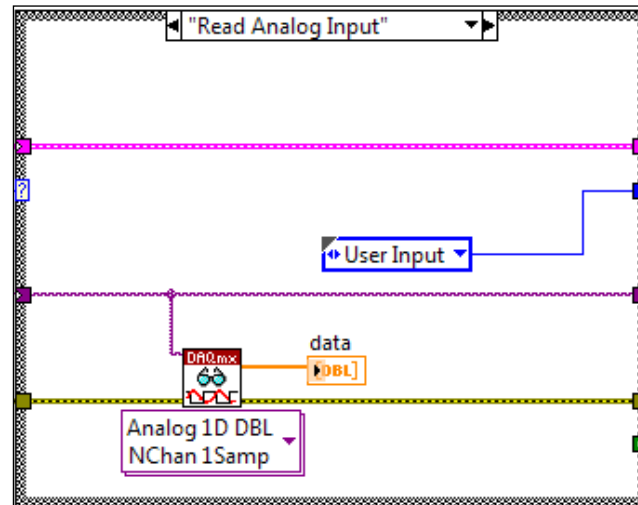 "Read Analog Input"
?
User Input
data
DAQmx
DBL]
Analog 1D DBL
NChan 1Samp